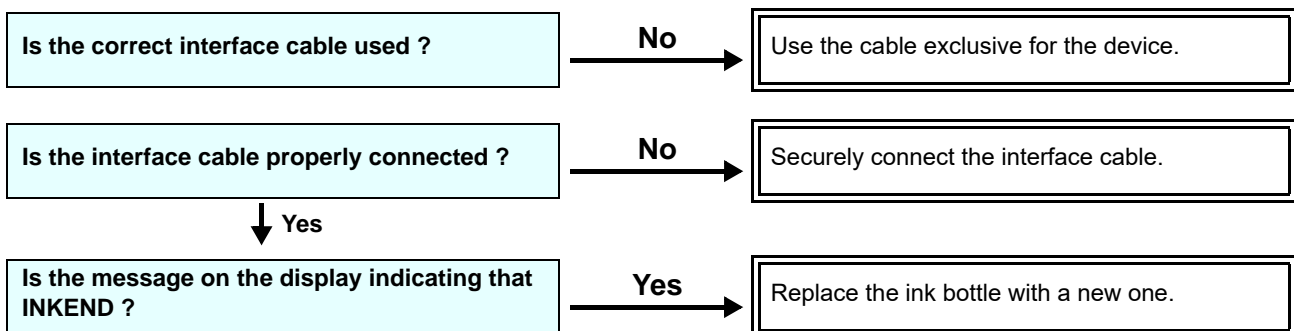 Is the correct interface cable used ?
No
Use the cable exclusive for the device.
Is the interface cable properly connected ?
No
Securely connect the interface cable.
Yes
Is the message on the display indicating that
INKEND ?
Yes
Replace the ink bottle with a new one.